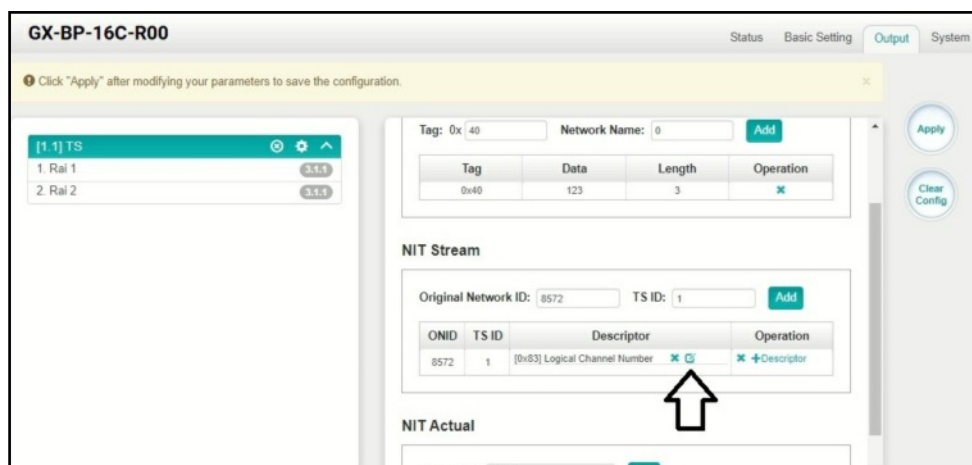 GX-BP-16C-R00
Status Basic Setting Output System
Click "Apply" after modifying your parameters to save the configuration.
[1.1] TS
1. Rai 1 3.1.1
2. Rai 2 3.1.1
Tag: 0x 40 Network Name: 0 Add
Tag Data Length Operation
0x40 123 3
NIT Stream
Original Network ID: 8572 TS ID: 1 Add
ONID TS ID Descriptor Operation
8572 1 [0x83] Logical Channel Number +Descriptor
NIT Actual
Apply
Clear
Config